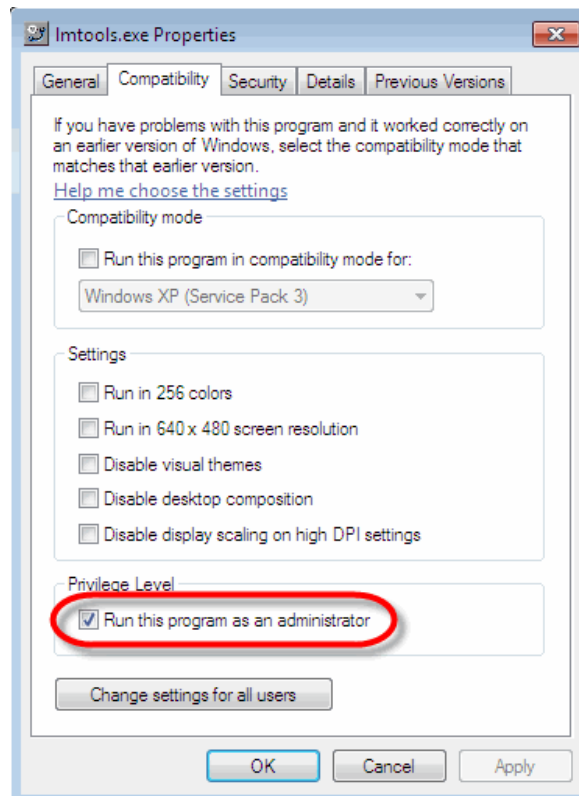 lmtools.exe Properties
General Compatibility Security Details Previous Versions
If you have problems with this program and it worked correctly on
an earlier version of Windows, select the compatibility mode that
matches that earlier version.
Help me choose the settings
Compatibility mode
Run this program in compatibility mode for:
Windows XP (Service Pack 3)
Settings
Run in 256 colors
Run in 640 x 480 screen resolution
Disable visual themes
Disable desktop composition
Disable display scaling on high DPI settings
Privilege Level
Run this program as an administrator
Change settings for all users
OK Cancel Apply